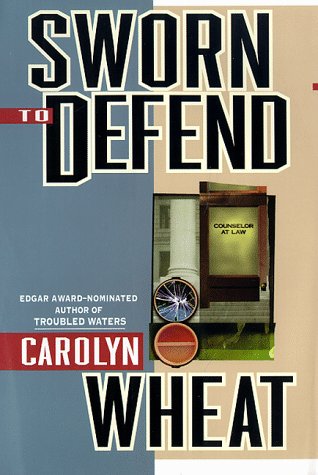 SWORN
TO
DEFEND
COUNSELOR
AT LAW
EDGAR AWARD-NOMINATED
AUTHOR OF
TROUBLED WATERS
CAROLYN
WHEAT